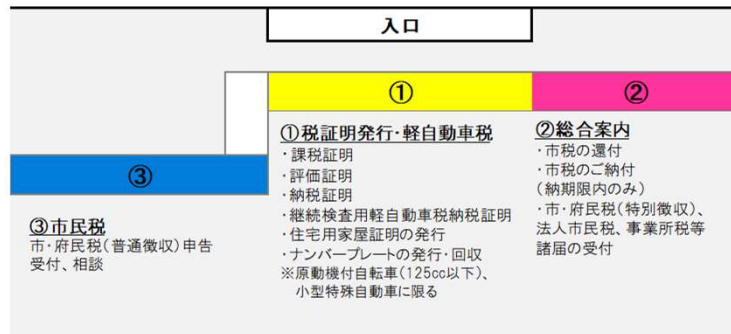 入口
①
②
③
①税証明発行・軽自動車税
・課税証明
・評価証明
・納税証明
・継続検査用軽自動車税納税証明
・住宅用家屋証明の発行
・ナンバープレートの発行・回収
※原動機付自転車(125cc以下)、
小型特殊自動車に限る
②総合案内
・市税の還付
・市税のご納付
(納期限内のみ)
・市・府民税(特別徴収)、
法人市民税、事業所税等
諸届の受付
③市民税
市・府民税(普通徴収)申告
受付、相談